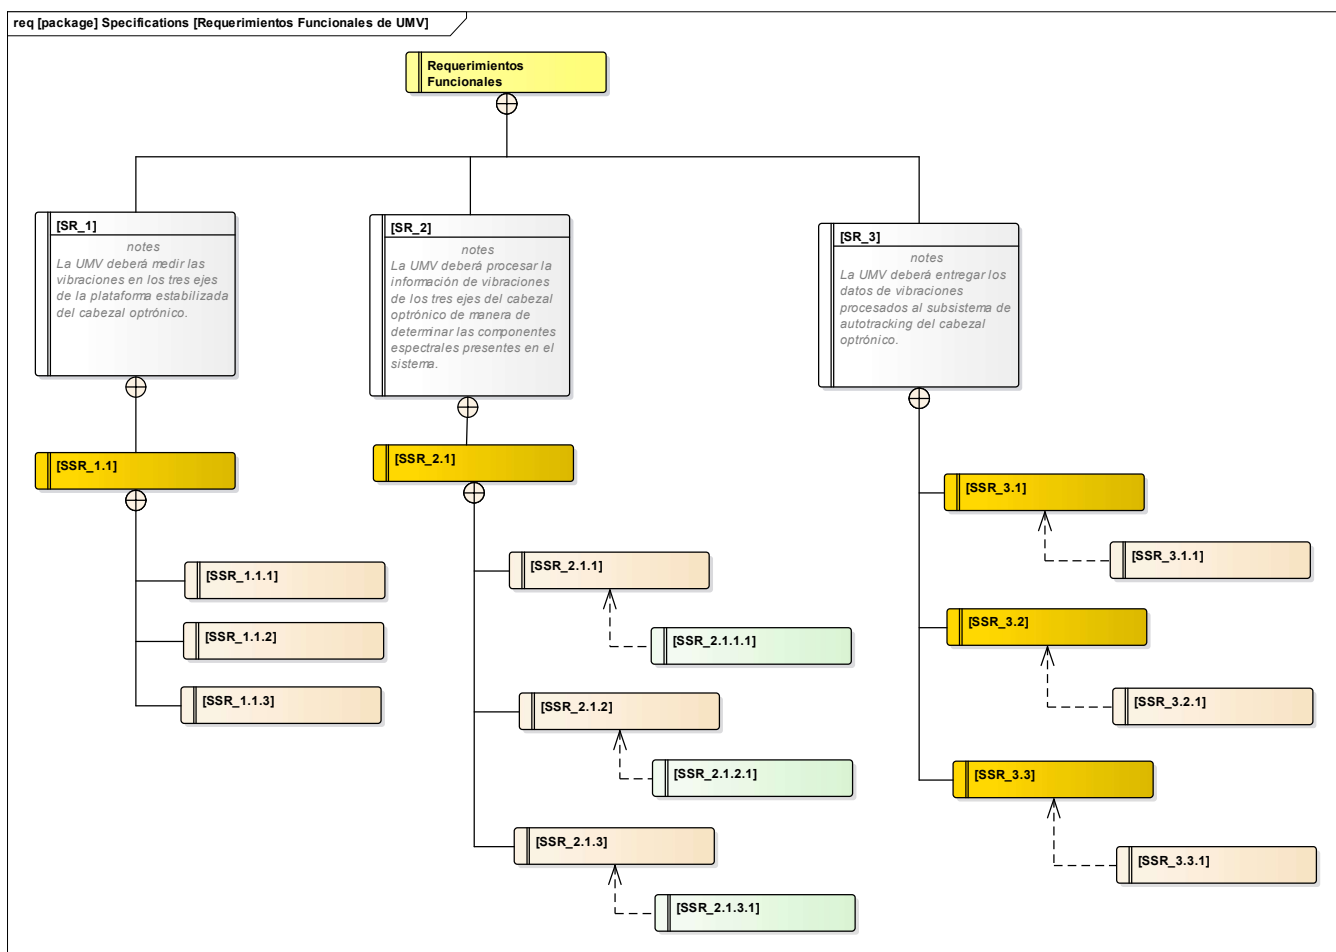 req [package] Specifications [Requerimientos Funcionales de UMV]
Requerimientos
Funcionales
[SR_1]
notes
La UMV deberá medir las
vibraciones en los tres ejes
de la plataforma estabilizada
del cabezal optrónico.
[SR_2]
notes
La UMV deberá procesar la
información de vibraciones
de los tres ejes del cabezal
optrónico de manera de
determinar las componentes
espectrales presentes en el
sistema.
[SR_3]
notes
La UMV deberá entregar los
datos de vibraciones
procesados al subsistema de
autotracking del cabezal
optrónico.
[SSR_1.1]
[SSR_1.1.1]
[SSR_1.1.2]
[SSR_1.1.3]
[SSR_2.1]
[SSR_2.1.1]
[SSR_2.1.1.1]
[SSR_2.1.2]
[SSR_2.1.2.1]
[SSR_2.1.3]
[SSR_2.1.3.1]
[SSR_3.1]
[SSR_3.1.1]
[SSR_3.2]
[SSR_3.2.1]
[SSR_3.3]
[SSR_3.3.1]